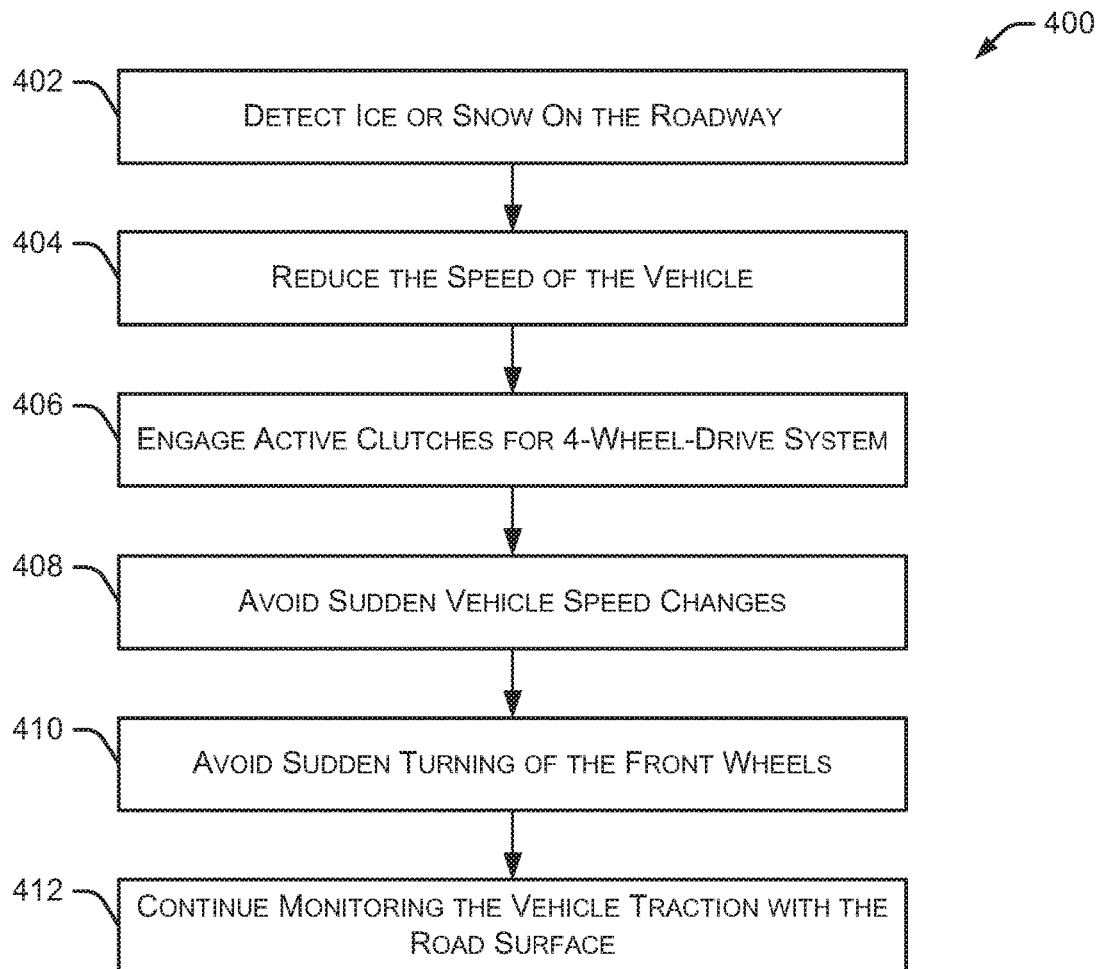 400
402
DETECT ICE OR SNOW ON THE ROADWAY
404
REDUCE THE SPEED OF THE VEHICLE
406
ENGAGE ACTIVE CLUTCHES FOR 4-WHEEL-DRIVE SYSTEM
408
AVOID SUDDEN VEHICLE SPEED CHANGES
410
AVOID SUDDEN TURNING OF THE FRONT WHEELS
412
CONTINUE MONITORING THE VEHICLE TRACTION WITH THE
ROAD SURFACE